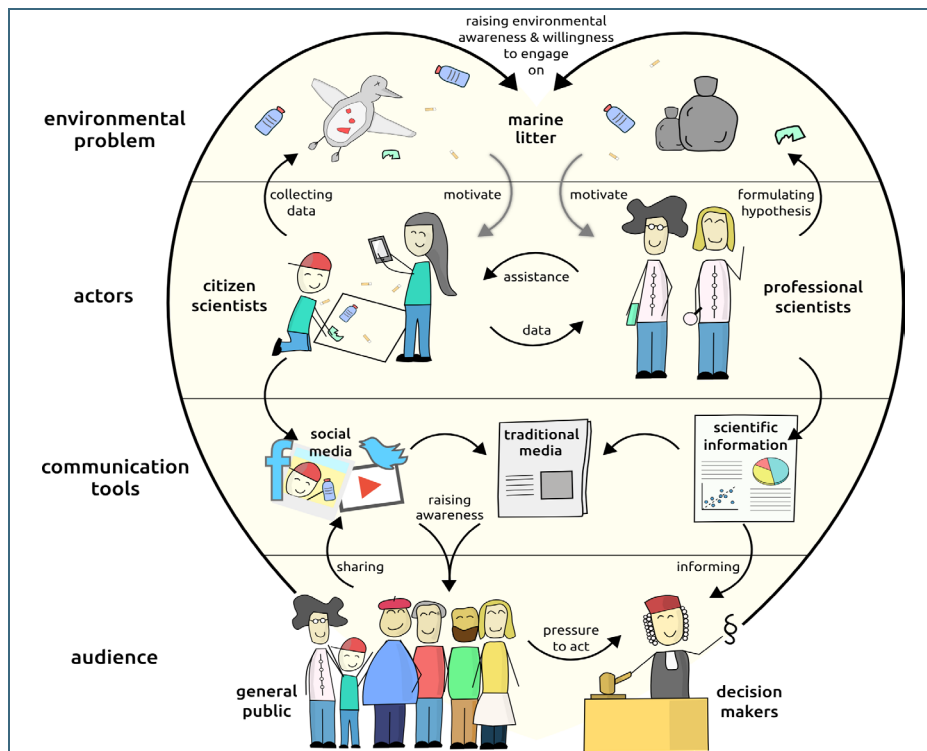 raising environmental
awareness & willingness
to engage
on
environmental
problem
marine
litter
collecting
data
motivate
motivate
formulating
hypothesis
actors
citizen
scientists
assistance
data
professional
scientists
communication
tools
social
media
f
traditional
media
scientific
information
raising
awareness
sharing
informing
audience
general
public
pressure
to act
§
decision
makers